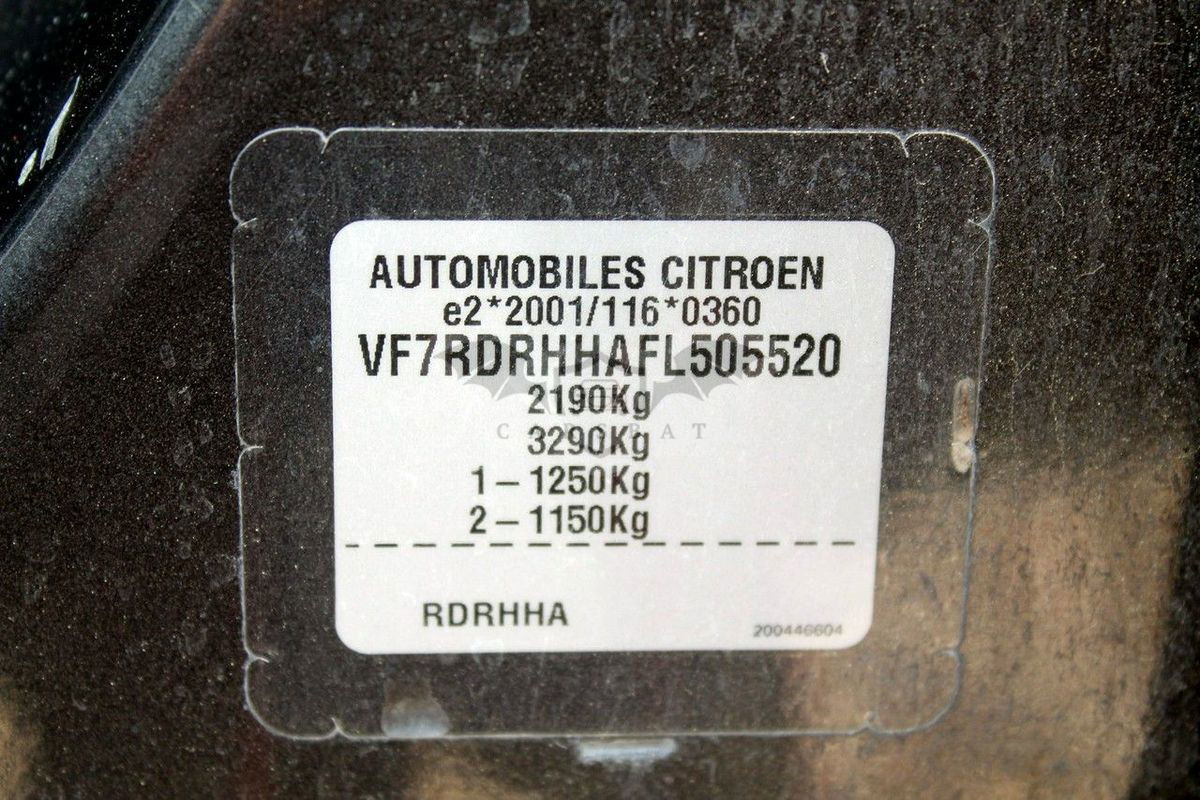 AUTOMOBILES CITROEN
e2*2001/116*0360
VF7RDRHHAFL505520
2190Kg
3290Kg
1 – 1250Kg
2 – 1150Kg
RDRHHA
200446604